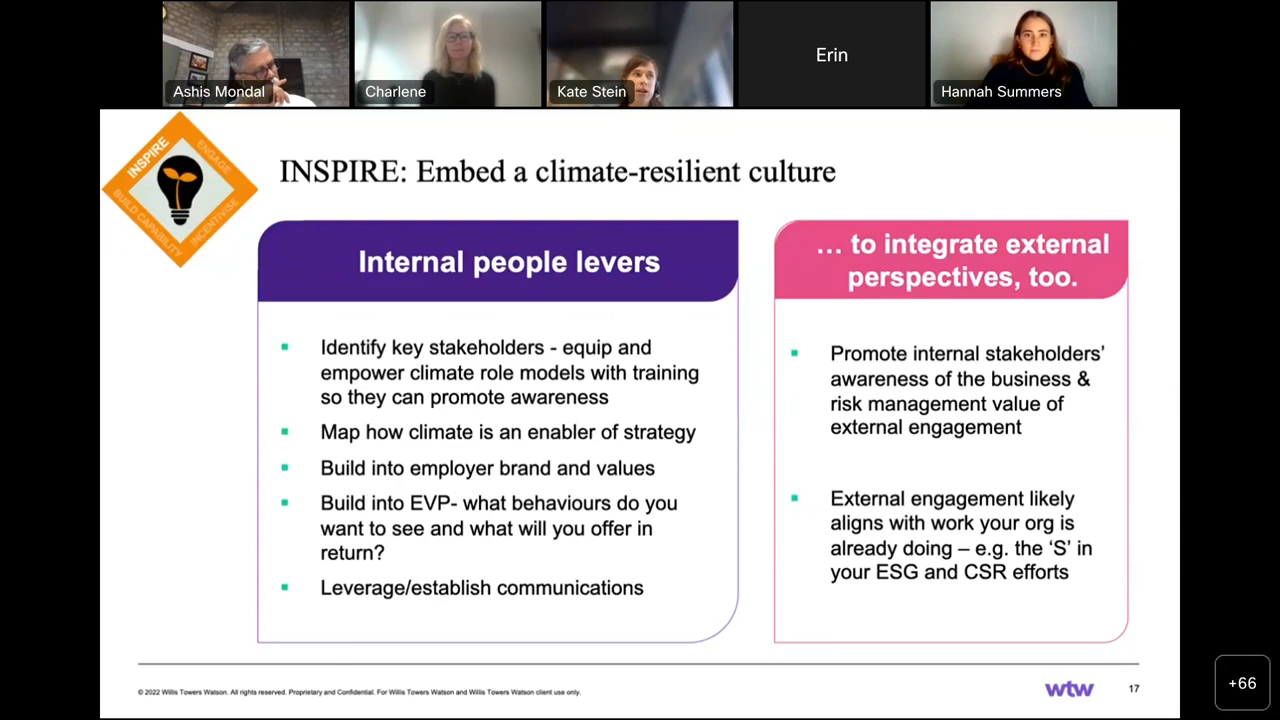 Ashis Mondal
Charlene
Kate Stein
Erin
Hannah Summers
INSPIRE
ENGAGE
BUILD CAPABILITY
INCENTIVISE
INSPIRE: Embed a climate-resilient culture
Internal people levers
Identify key stakeholders - equip and
empower climate role models with training
so they can promote awareness
Map how climate is an enabler of strategy
Build into employer brand and values
Build into EVP- what behaviours do you
want to see and what will you offer in
return?
Leverage/establish communications
… to integrate external
perspectives, too.
Promote internal stakeholders’
awareness of the business &
risk management value of
external engagement
External engagement likely
aligns with work your org is
already doing – e.g. the ‘S’ in
your ESG and CSR efforts
© 2022 Willis Towers Watson. All rights reserved. Proprietary and Confidential. For Willis Towers Watson and Willis Towers Watson client use only.
wtw
17
+66